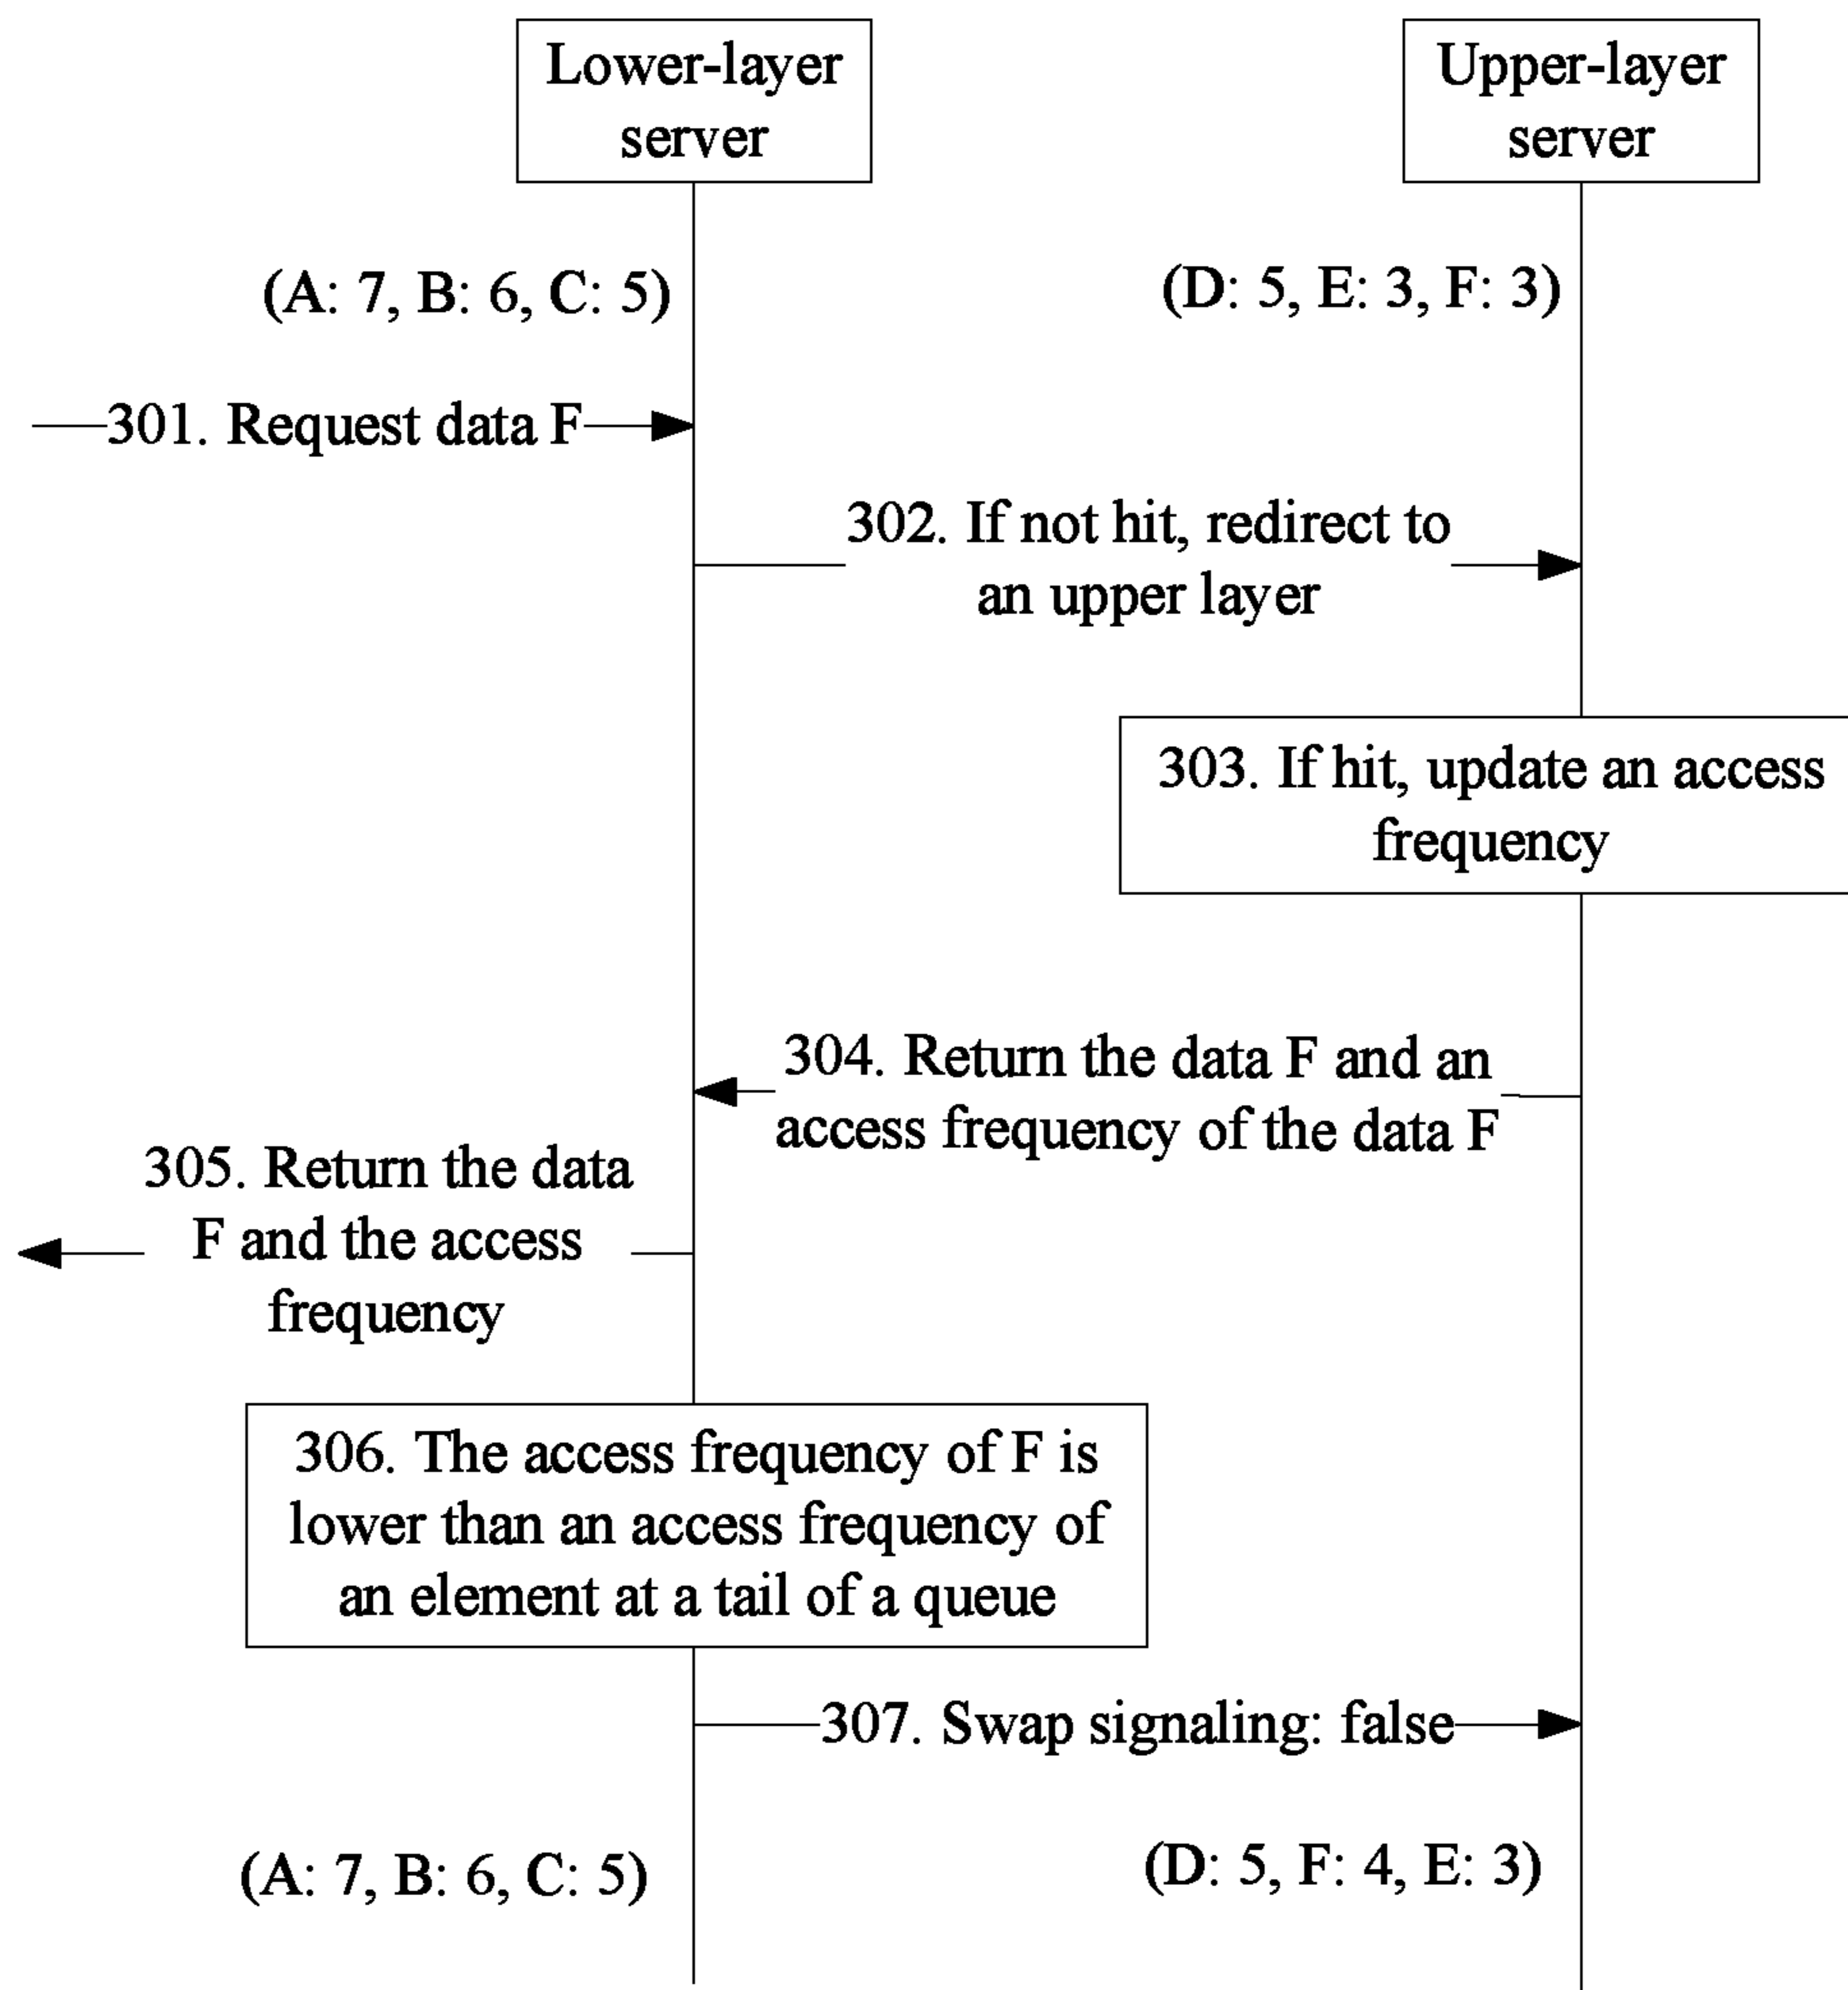 Lower-layer
server
Upper-layer
server
(A: 7, B: 6, C: 5)
(D: 5, E: 3, F: 3)
301. Request data F
302. If not hit, redirect to
an upper layer
303. If hit, update an access
frequency
304. Return the data F and an
access frequency of the data F
305. Return the data
F and the access
frequency
306. The access frequency of F is
lower than an access frequency of
an element at a tail of a queue
307. Swap signaling: false
(A: 7, B: 6, C: 5)
(D: 5, F: 4, E: 3)